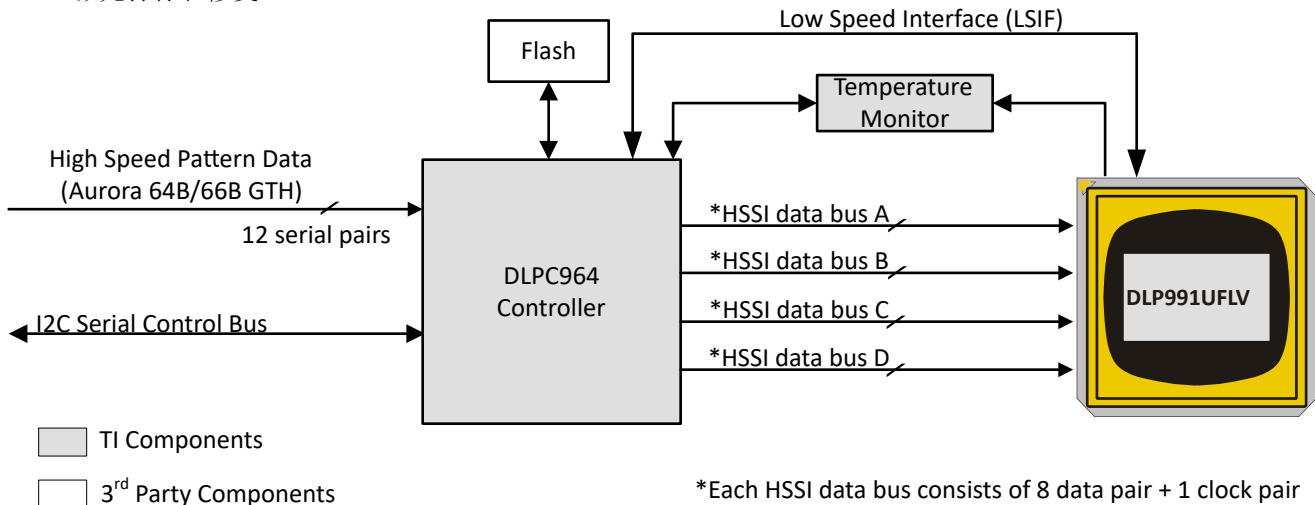 Low Speed Interface (LSIF)
Flash
Temperature
Monitor
High Speed Pattern Data
(Aurora 64B/66B GTH)
12 serial pairs
I2C Serial Control Bus
DLPC964
Controller
*HSSI data bus A
*HSSI data bus B
*HSSI data bus C
*HSSI data bus D
DLP991UFLV
TI Components
3rd Party Components
*Each HSSI data bus consists of 8 data pair + 1 clock pair